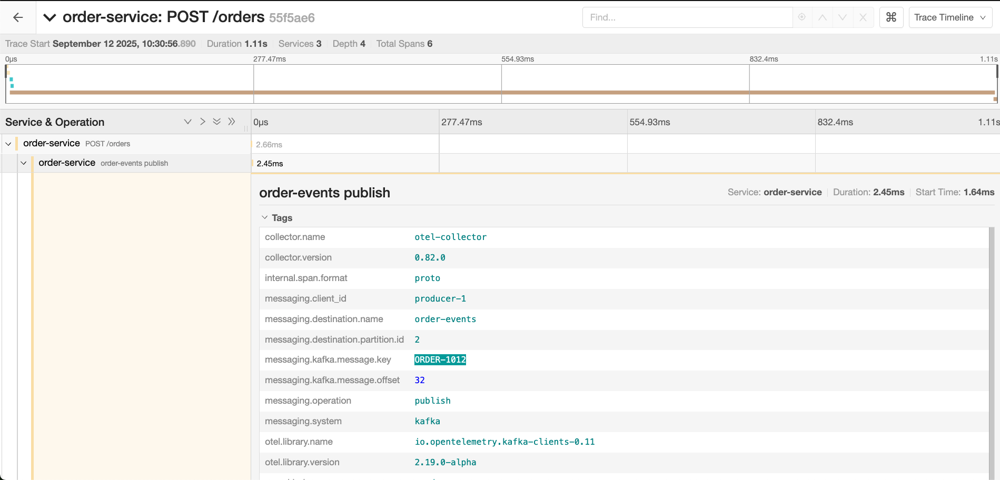 order-service: POST /orders 55f5ae6 Find... ⌘ Trace Timeline
Trace Start September 12 2025, 10:30:56.890 Duration 1.11s Services 3 Depth 4 Total Spans 6
0μs 277.47ms 554.93ms 832.4ms 1.11s
Service & Operation 0μs 277.47ms 554.93ms 832.4ms 1.11s
order-service POST /orders 2.66ms
order-service order-events publish 2.45ms
order-events publish Service: order-service Duration: 2.45ms Start Time: 1.64ms
Tags
collector.name otel-collector
collector.version 0.82.0
internal.span.format proto
messaging.client_id producer-1
messaging.destination.name order-events
messaging.destination.partition.id 2
messaging.kafka.message.key ORDER-1012
messaging.kafka.message.offset 32
messaging.operation publish
messaging.system kafka
otel.library.name io.opentelemetry.kafka-clients-0.11
otel.library.version 2.19.0-alpha